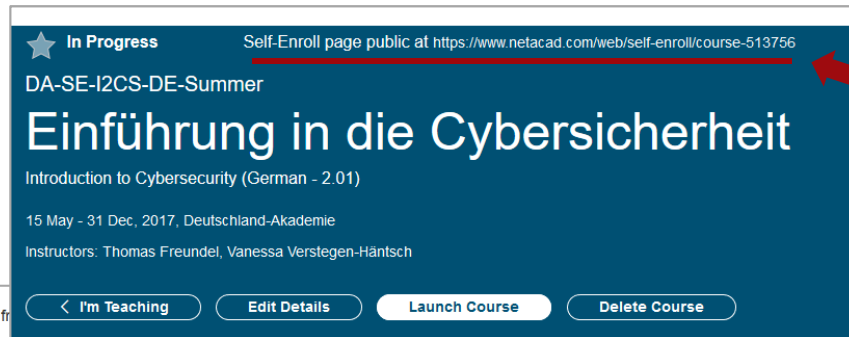 In Progress Self-Enroll page public at https://www.netacad.com/web/self-enroll/course-513756
DA-SE-I2CS-DE-Summer
Einführung in die Cybersicherheit
Introduction to Cybersecurity (German - 2.01)
15 May - 31 Dec, 2017, Deutschland-Akademie
Instructors: Thomas Freundel, Vanessa Verstegen-Häntsch
< I'm Teaching Edit Details Launch Course Delete Course